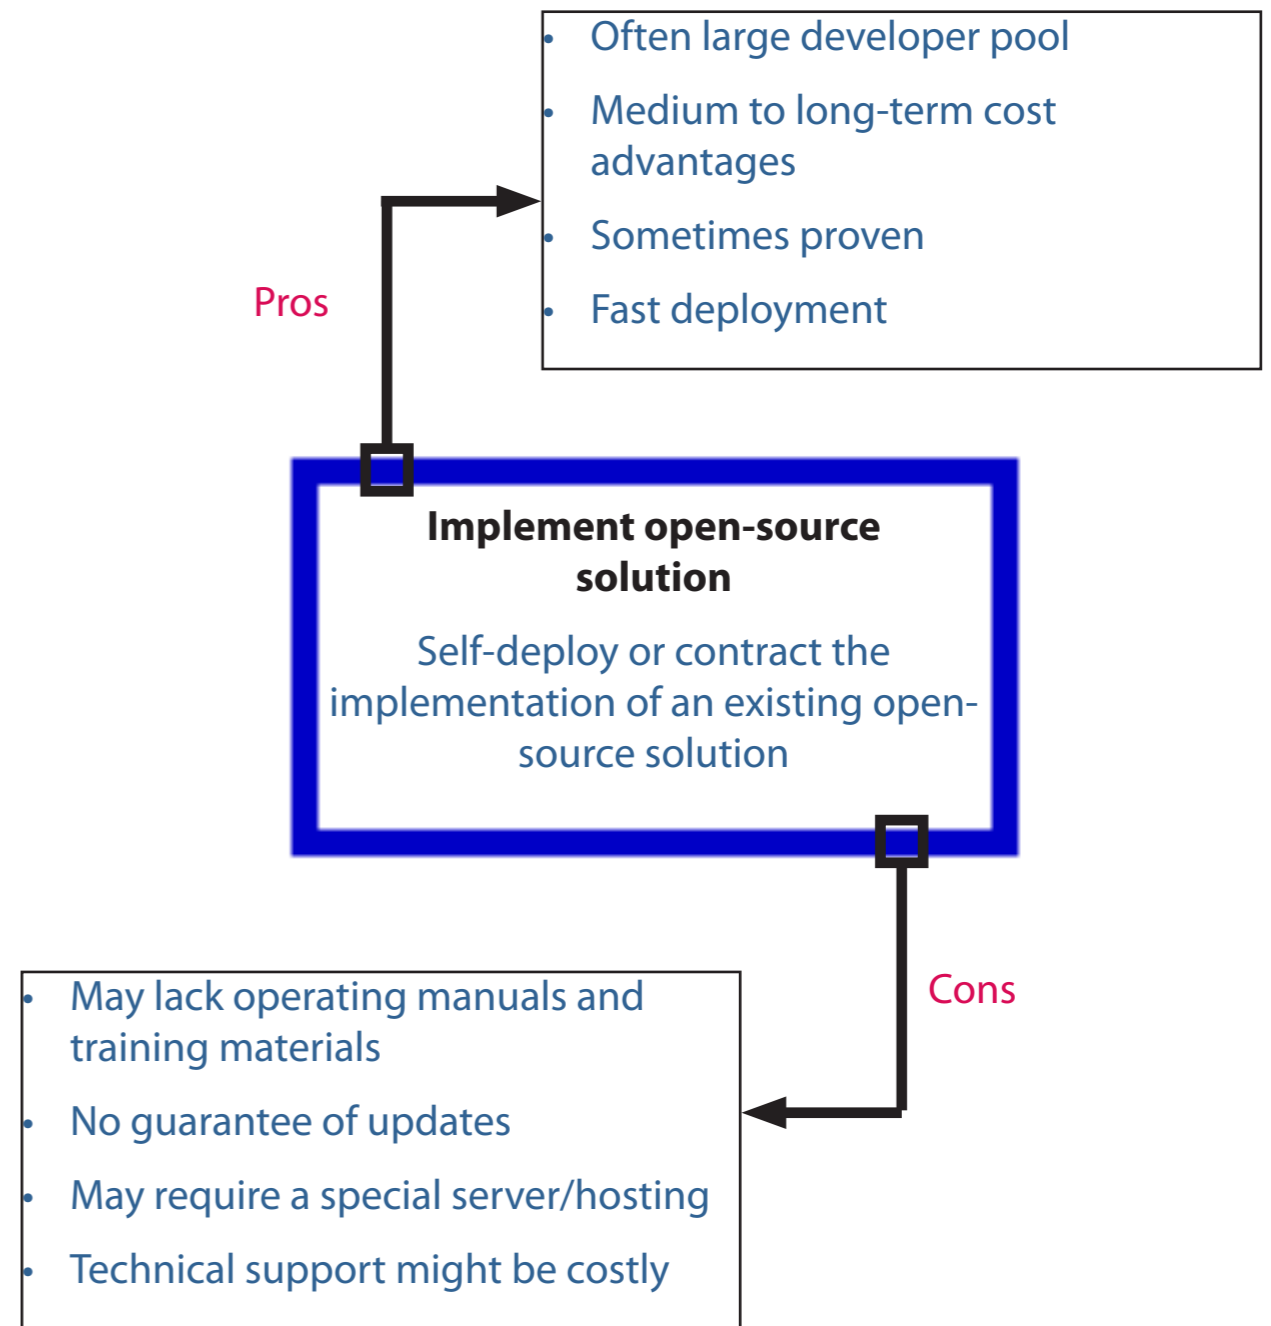 • Often large developer pool
• Medium to long-term cost
advantages
• Sometimes proven
• Fast deployment
Pros
Implement open-source
solution
Self-deploy or contract the
implementation of an existing open-
source solution
Cons
• May lack operating manuals and
training materials
• No guarantee of updates
• May require a special server/hosting
• Technical support might be costly